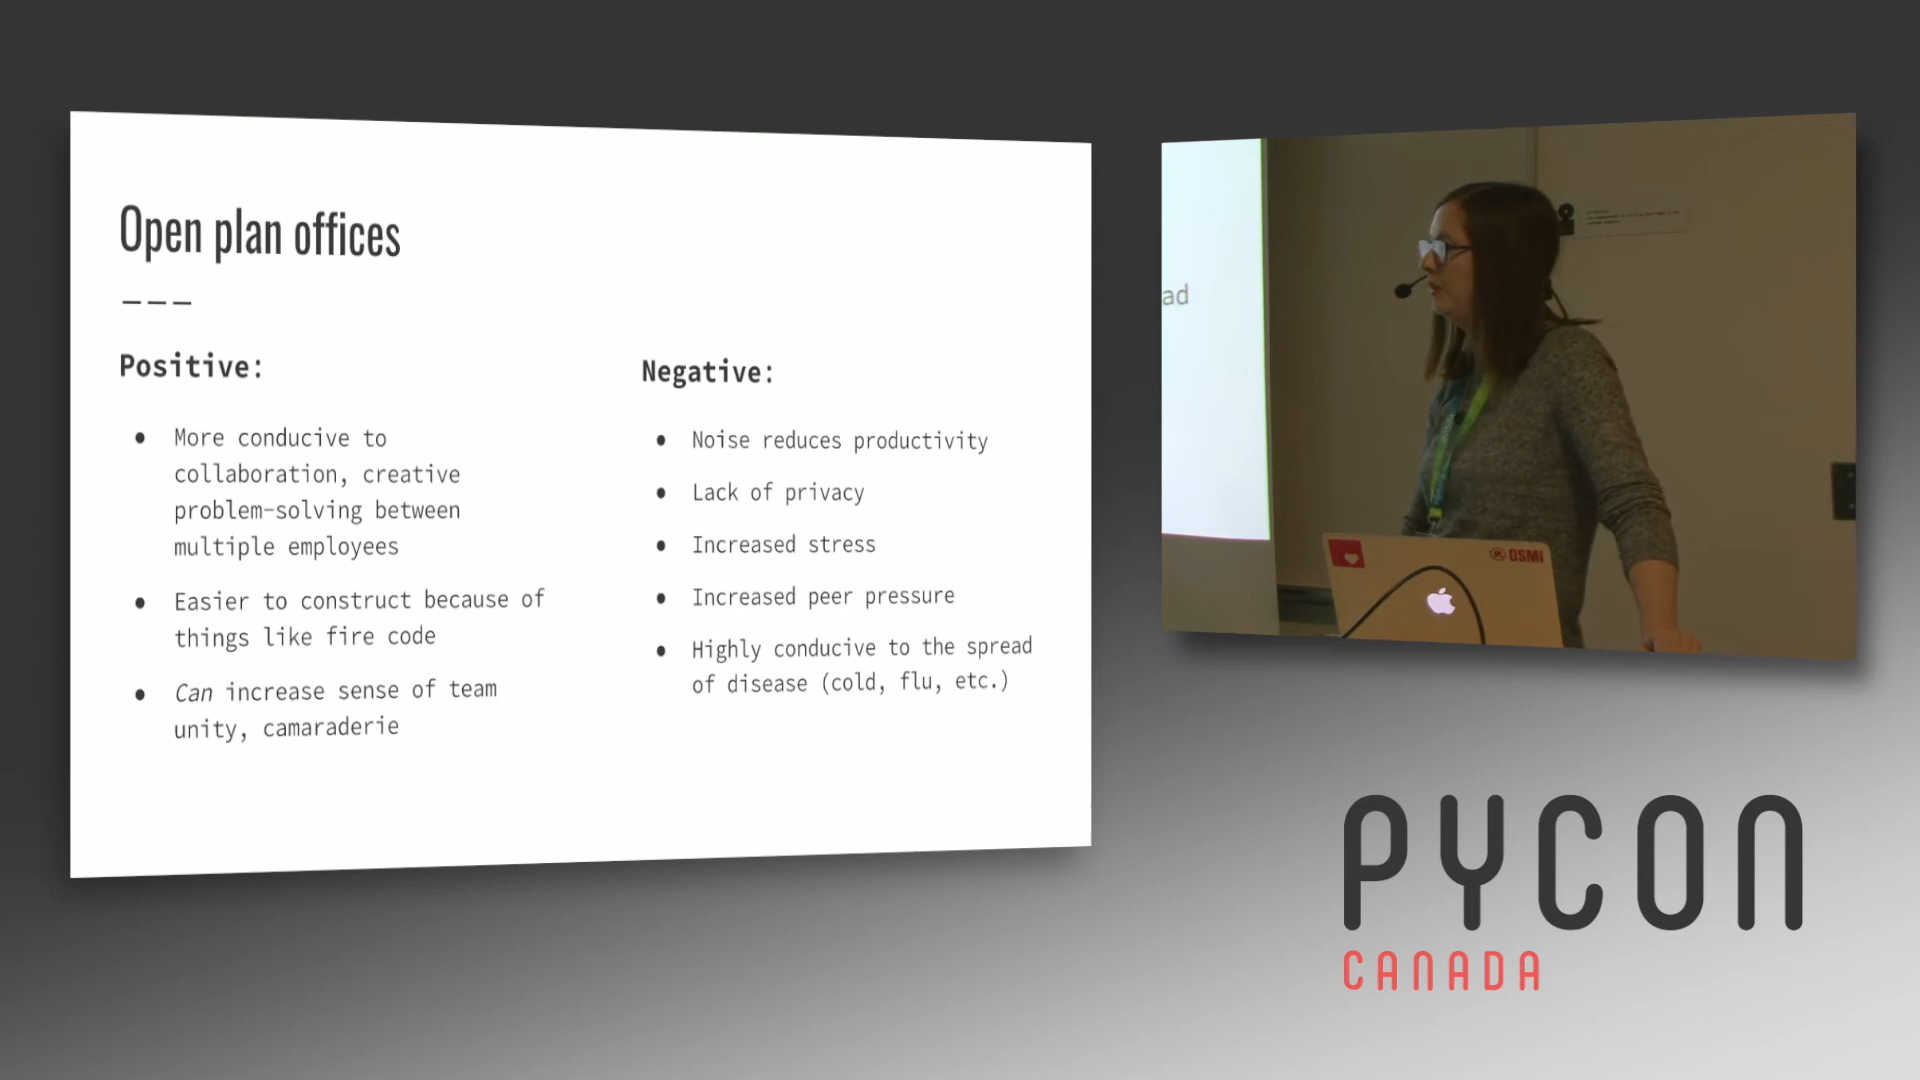 Open plan offices
———
Positive:
● More conducive to
collaboration, creative
problem-solving between
multiple employees
● Easier to construct because of
things like fire code
● Can increase sense of team
unity, camaraderie
Negative:
● Noise reduces productivity
● Lack of privacy
● Increased stress
● Increased peer pressure
● Highly conducive to the spread
of disease (cold, flu, etc.)
ad
OSMI
PYCON
CANADA